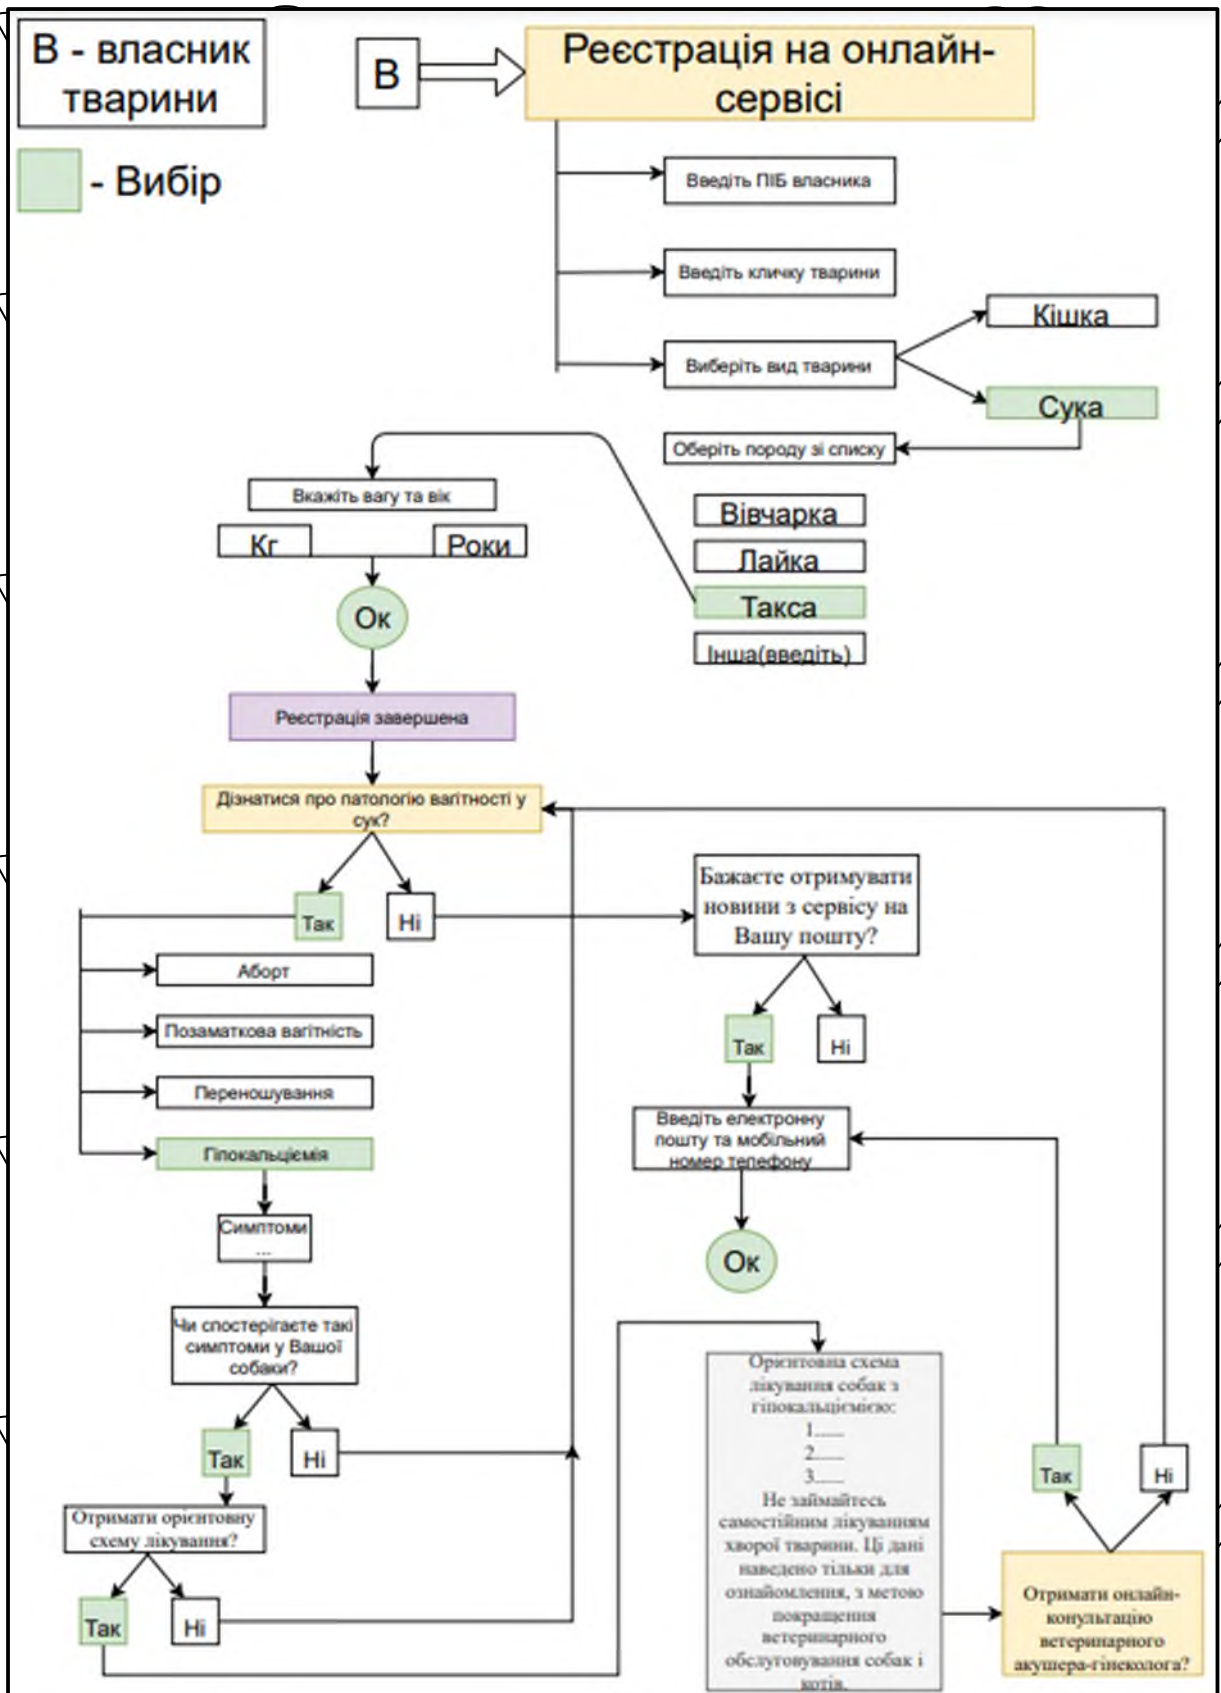 В - власник
тварини
- Вибір
В
Реєстрація на онлайн-
сервісі
Введіть ПІБ власника
Введіть кличку тварини
Виберіть вид тварини
Кішка
Сука
Оберіть породу зі списку
Вівчарка
Лайка
Такса
Інша(введіть)
Вкажіть вагу та вік
Кг
Роки
Ок
Реєстрація завершена
Дізнатися про патологію вагітності у
сук?
Так
Ні
Аборт
Позаматкова вагітність
Переношування
Гіпокальціємія
Симптоми
...
Чи спостерігаєте такі
симптоми у Вашої
собаки?
Так
Ні
Отримати орієнтовну
схему лікування?
Так
Ні
Бажаєте отримувати
новини з сервісу на
Вашу пошту?
Так
Ні
Введіть електронну
пошту та мобільний
номер телефону
Ок
Орієнтовна схема
лікування собак з
гіпокальціємією:
1......
2......
3......
Не займайтесь
самостійним лікуванням
хворої тварини. Ці дані
наведено тільки для
ознайомлення, з метою
покращення
ветеринарного
обслуговування собак і
котів.
Так
Ні
Отримати онлайн-
конультацію
ветеринарного
акушера-гінеколога?